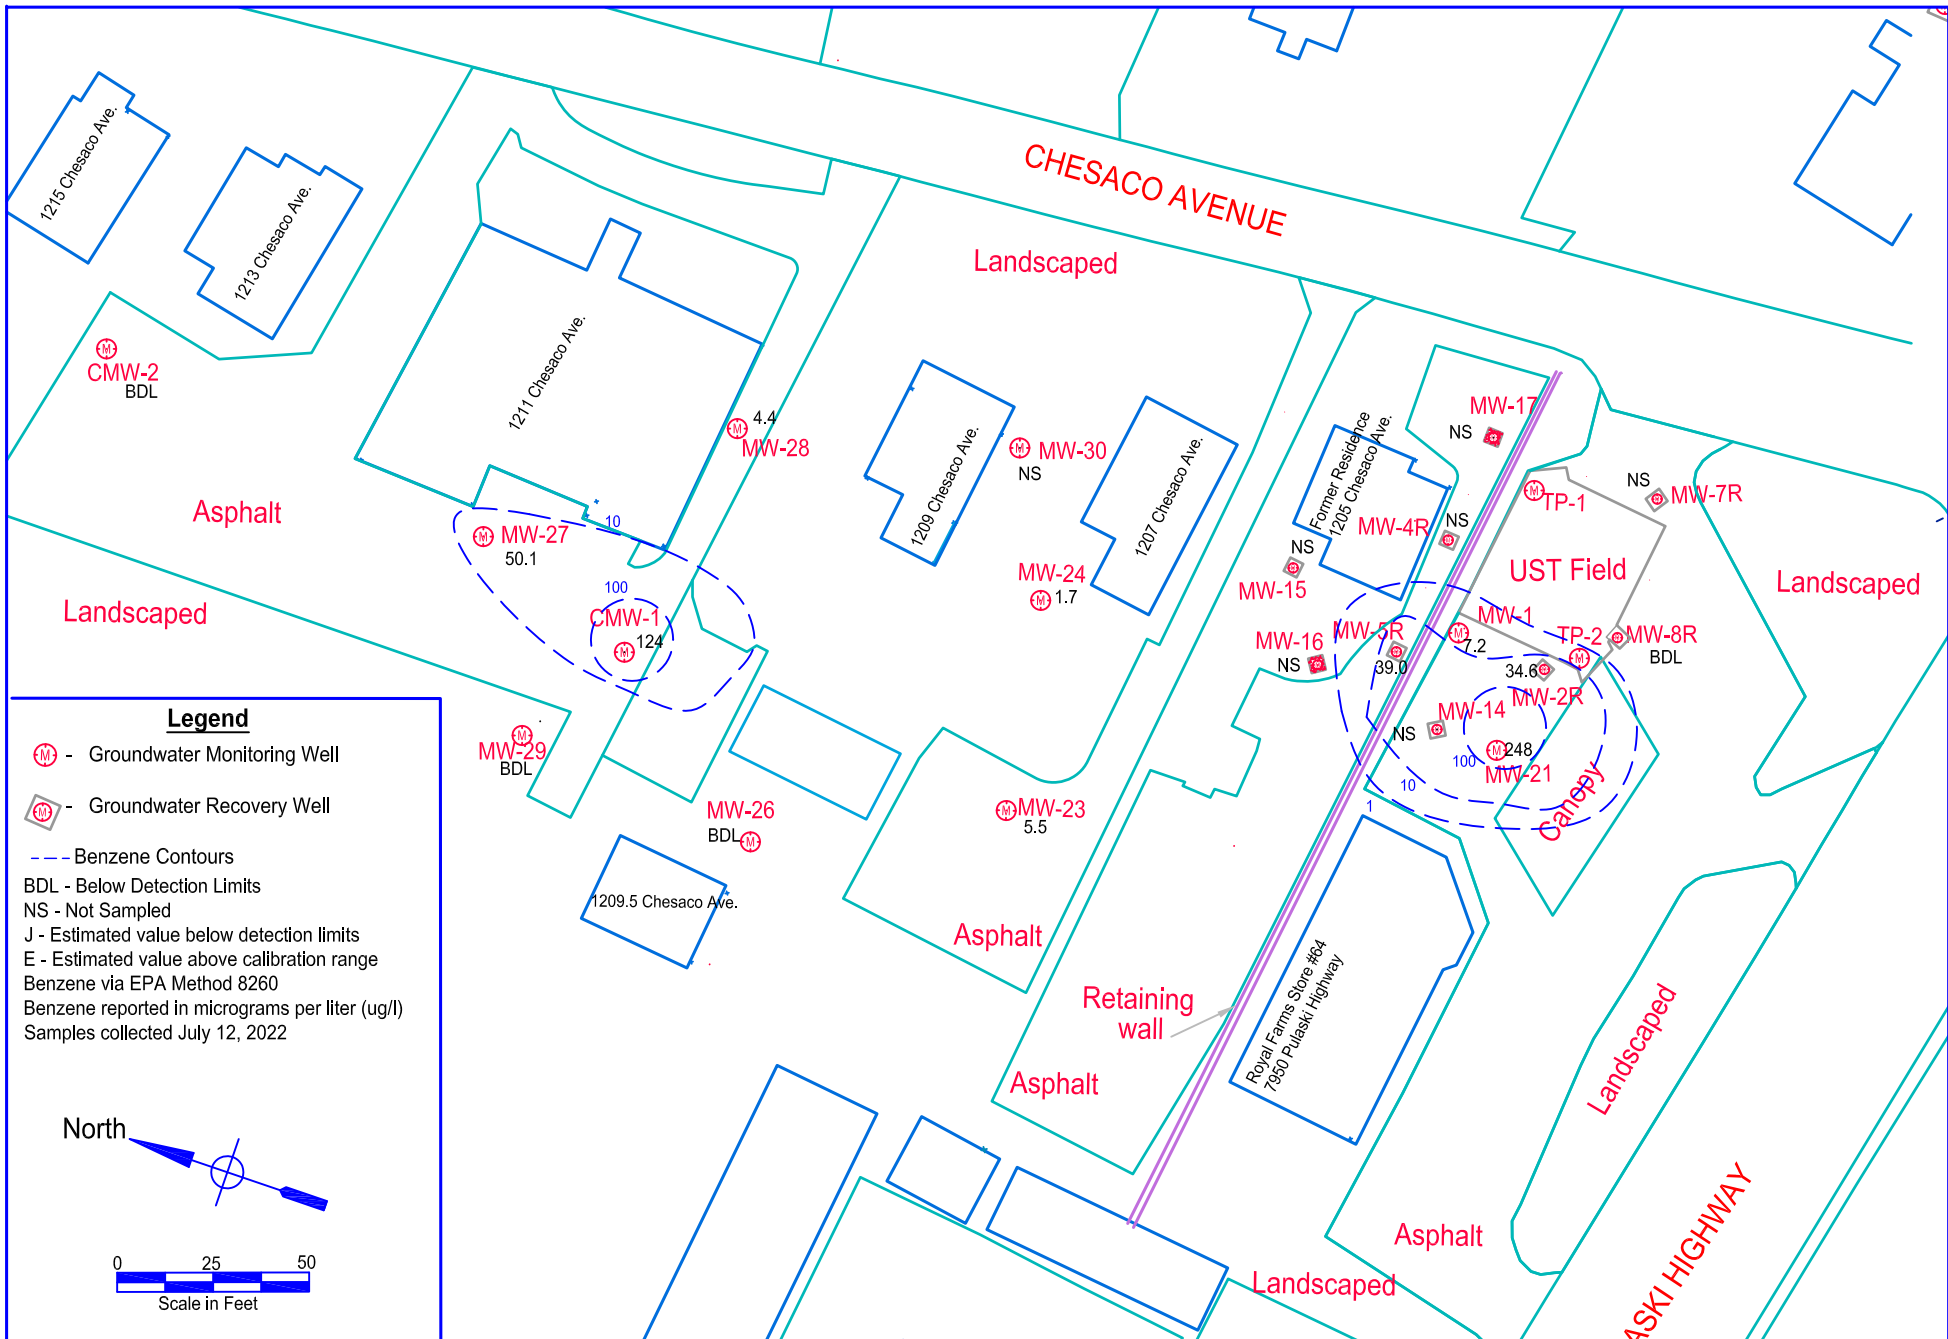 CHESACO AVENUE
1215 Chesaco Ave.
1213 Chesaco Ave.
CMW-2
BDL
1211 Chesaco Ave.
Landscaped
4.4
MW-28
Asphalt
10
MW-27
50.1
100
CMW-1
124
Landscaped
MW-29
BDL
1209 Chesaco Ave.
MW-30
NS
1207 Chesaco Ave.
MW-24
1.7
Former Residence
1205 Chesaco Ave.
MW-17
NS
MW-4R
NS
NS
MW-15
MW-16
NS
MW-5R
39.0
TP-1
NS
MW-7R
UST Field
Landscaped
MW-1
7.2
TP-2
MW-8R
BDL
34.6
MW-2R
MW-14
NS
248
MW-21
100
10
1
Canopy
MW-26
BDL
MW-23
5.5
1209.5 Chesaco Ave.
Asphalt
Retaining
wall
Asphalt
Royal Farms Store #64
7950 Pulaski Highway
Landscaped
Asphalt
Landscaped
ASKI HIGHWAY
Legend
M - Groundwater Monitoring Well
M - Groundwater Recovery Well
Benzene Contours
BDL - Below Detection Limits
NS - Not Sampled
J - Estimated value below detection limits
E - Estimated value above calibration range
Benzene via EPA Method 8260
Benzene reported in micrograms per liter (ug/l)
Samples collected July 12, 2022
North
0 25 50
Scale in Feet